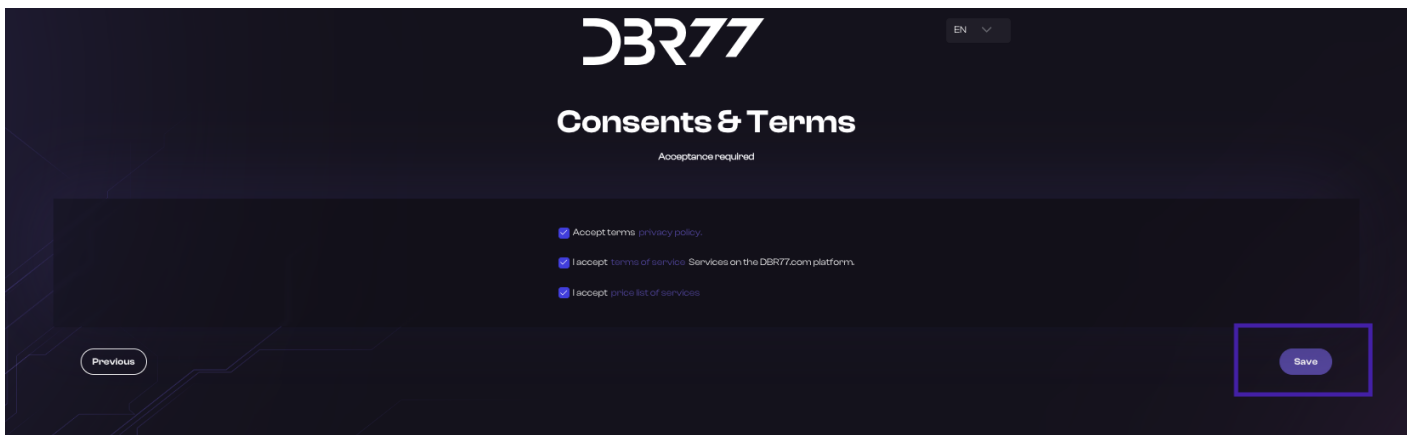 DBR77
EN
Consents & Terms
Acceptance required
Accept terms privacy policy.
I accept terms of service Services on the DBR77.com platform.
I accept price list of services
Previous
Save